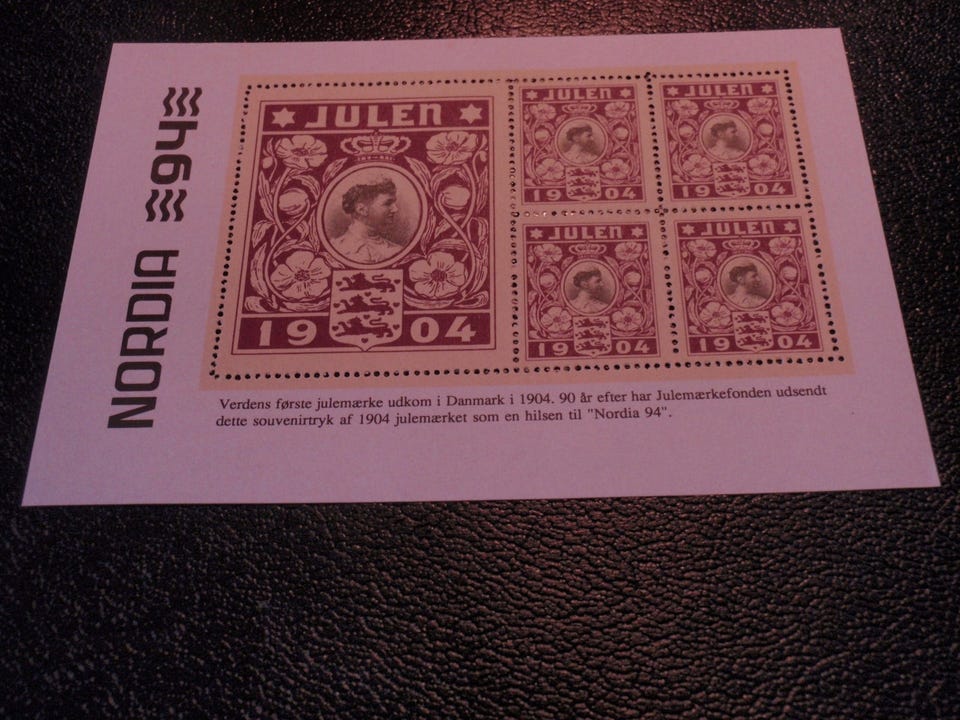 NORDIA 94
JULEN
1904
JULEN
1904
JULEN
1904
JULEN
1904
JULEN
1904
Verdens første julemærke udkom i Danmark i 1904. 90 år efter har Julemærkefonden udsendt
dette souvenirtryk af 1904 julemærket som en hilsen til "Nordia 94".